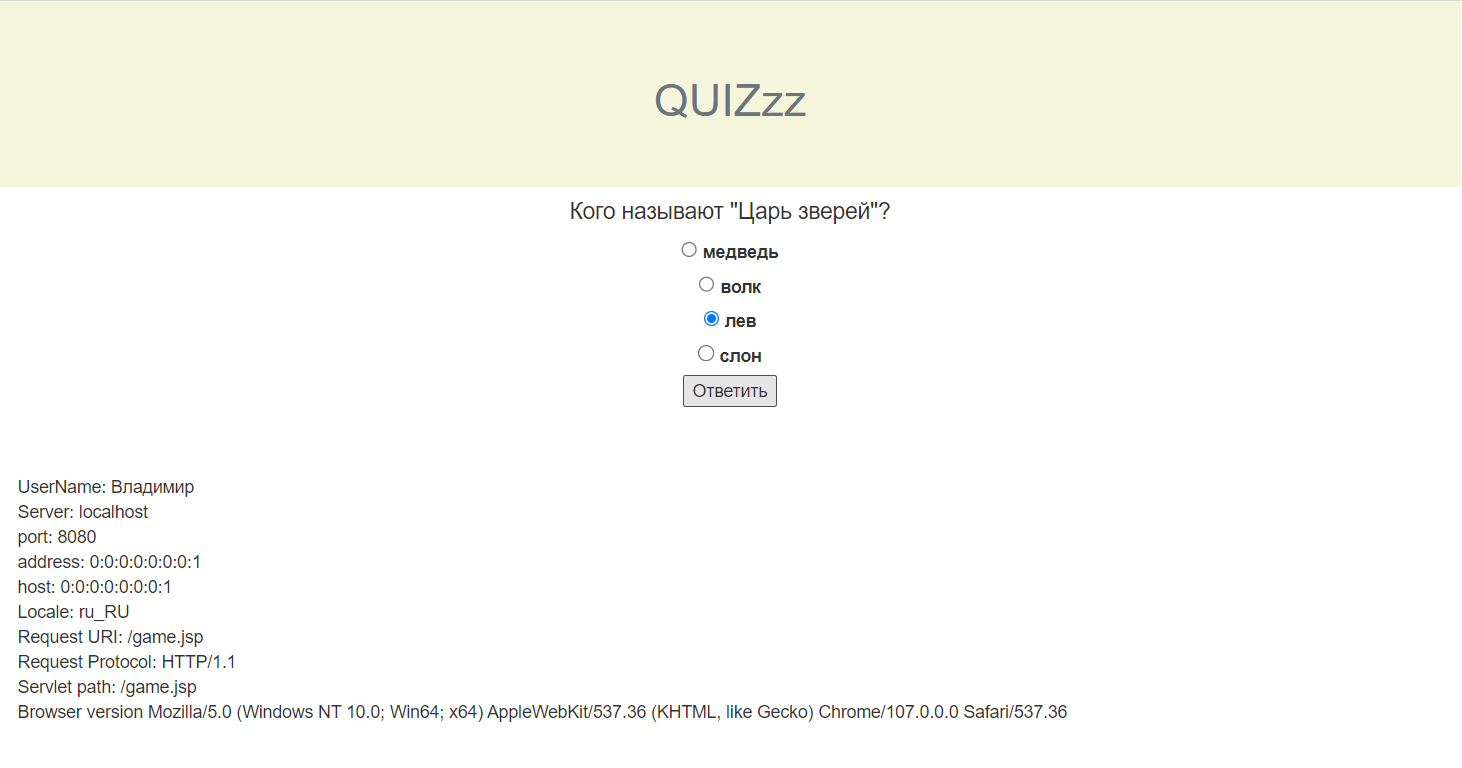 QUIZzz
Кого называют "Царь зверей"?
медведь
волк
лев
слон
Ответить
UserName: Владимир
Server: localhost
port: 8080
address: 0:0:0:0:0:0:0:1
host: 0:0:0:0:0:0:0:1
Locale: ru_RU
Request URI: /game.jsp
Request Protocol: HTTP/1.1
Servlet path: /game.jsp
Browser version Mozilla/5.0 (Windows NT 10.0; Win64; x64) AppleWebKit/537.36 (KHTML, like Gecko) Chrome/107.0.0.0 Safari/537.36